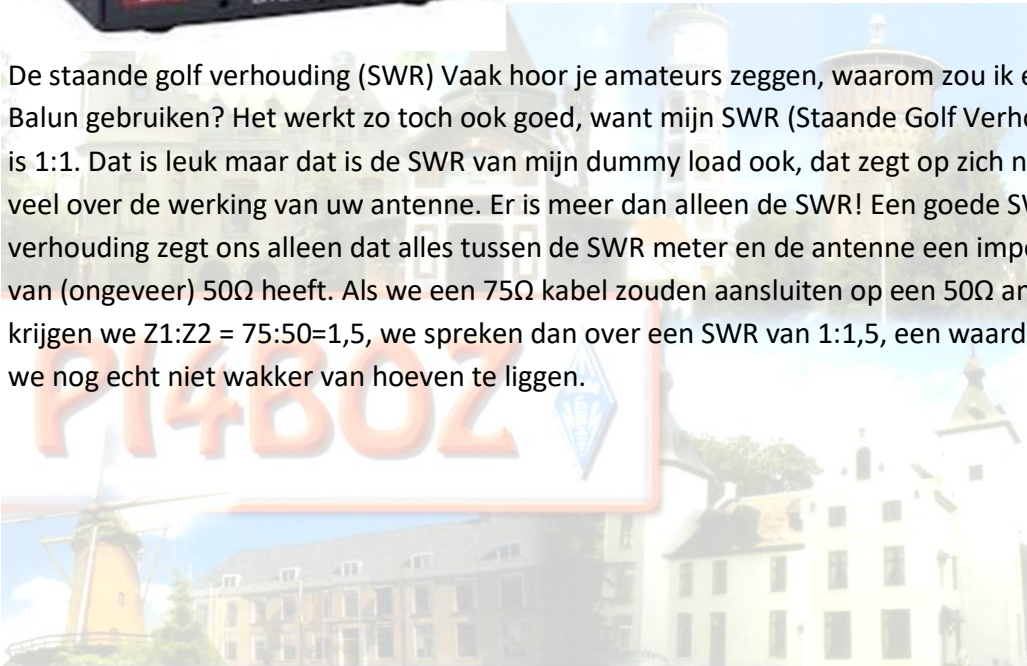 De staande golf verhouding (SWR) Vaak hoor je amateurs zeggen, waarom zou ik e
Balun gebruiken? Het werkt zo toch ook goed, want mijn SWR (Staande Golf Verho
is 1:1. Dat is leuk maar dat is de SWR van mijn dummy load ook, dat zegt op zich n
veel over de werking van uw antenne. Er is meer dan alleen de SWR! Een goede SW
verhouding zegt ons alleen dat alles tussen de SWR meter en de antenne een impe
van (ongeveer) 50Ω heeft. Als we een 75Ω kabel zouden aansluiten op een 50Ω an
krijgen we Z1:Z2 = 75:50=1,5, we spreken dan over een SWR van 1:1,5, een waard
we nog echt niet wakker van hoeven te liggen.
PI4BOZ